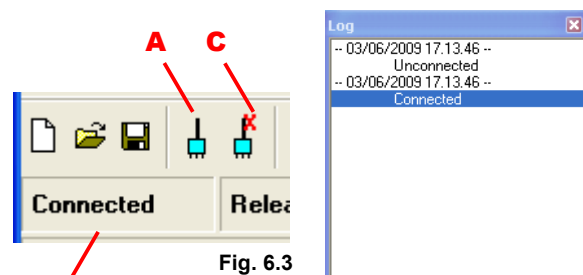 A C
Connected Relea
Fig. 6.3
Log
-- 03/06/2009 17.13.46 --
Unconnected
-- 03/06/2009 17.13.46 --
Connected